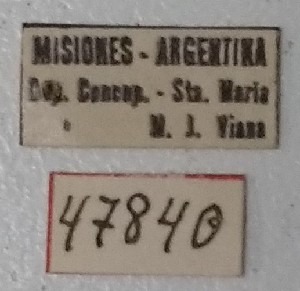 MISIONES - ARGENTINA
Dep. Concep. - Sta. Maria
M. J. Viana
47840